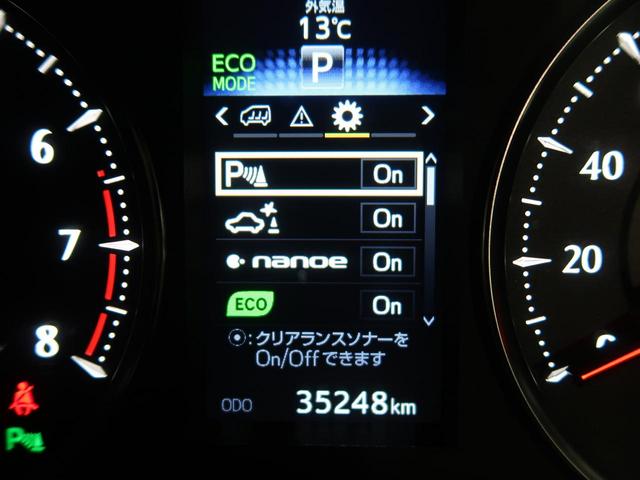 外気温
13℃
ECO
MODE
P
P On
On
nanoe On
ECO On
:クリアランスソナーを
On/Offできます
ODO 35248km
6
7
8
40
20
P